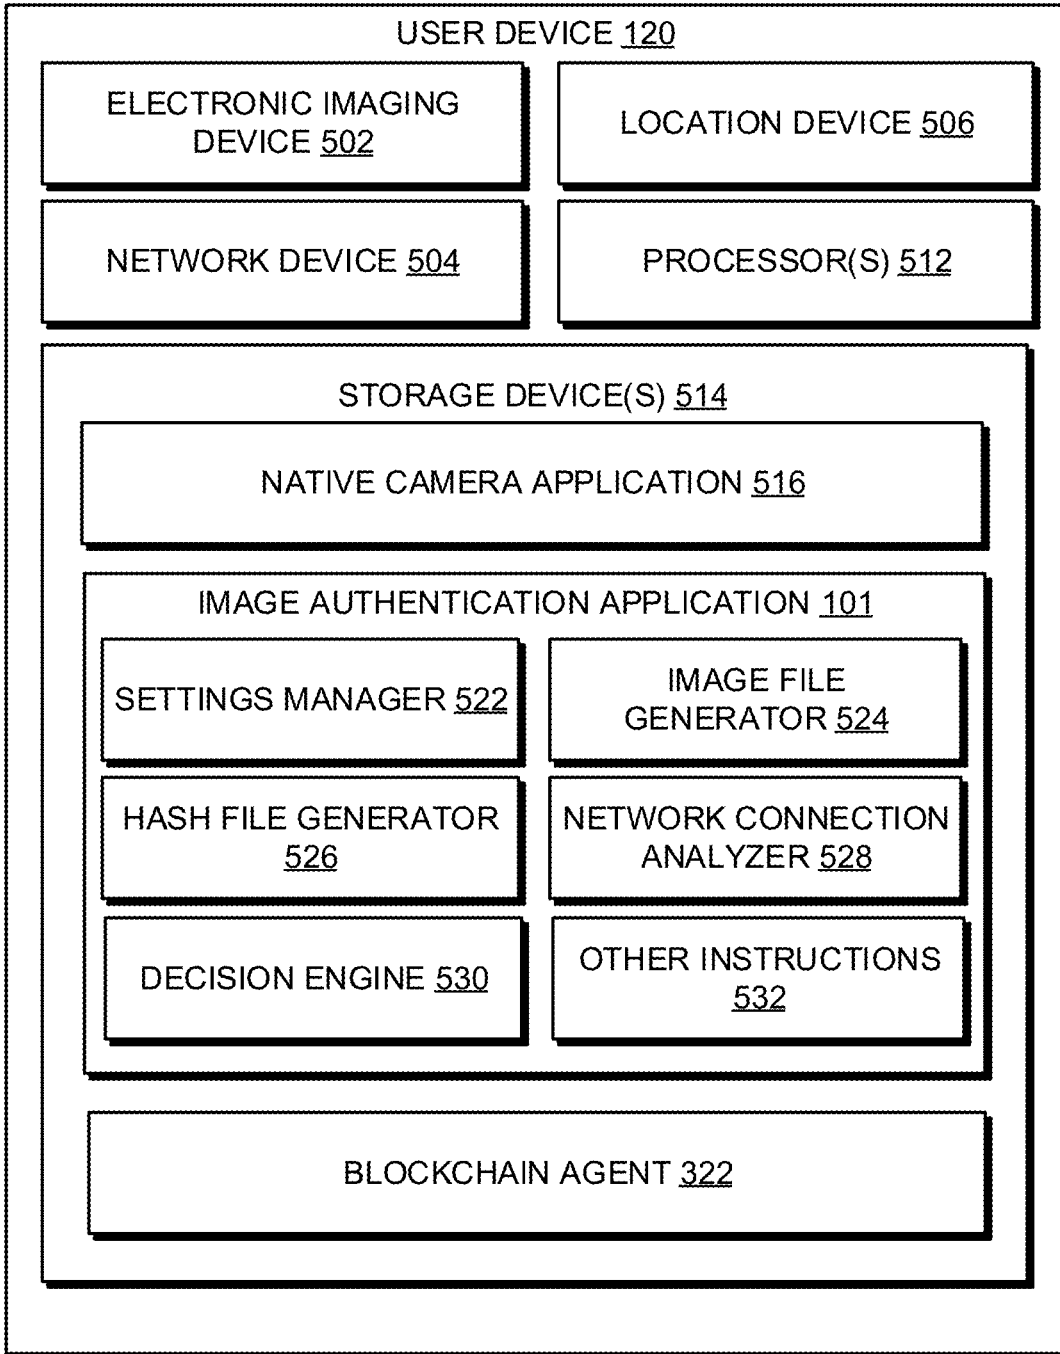 USER DEVICE 120
ELECTRONIC IMAGING
DEVICE 502
LOCATION DEVICE 506
NETWORK DEVICE 504
PROCESSOR(S) 512
STORAGE DEVICE(S) 514
NATIVE CAMERA APPLICATION 516
IMAGE AUTHENTICATION APPLICATION 101
SETTINGS MANAGER 522
IMAGE FILE
GENERATOR 524
HASH FILE GENERATOR
526
NETWORK CONNECTION
ANALYZER 528
DECISION ENGINE 530
OTHER INSTRUCTIONS
532
BLOCKCHAIN AGENT 322